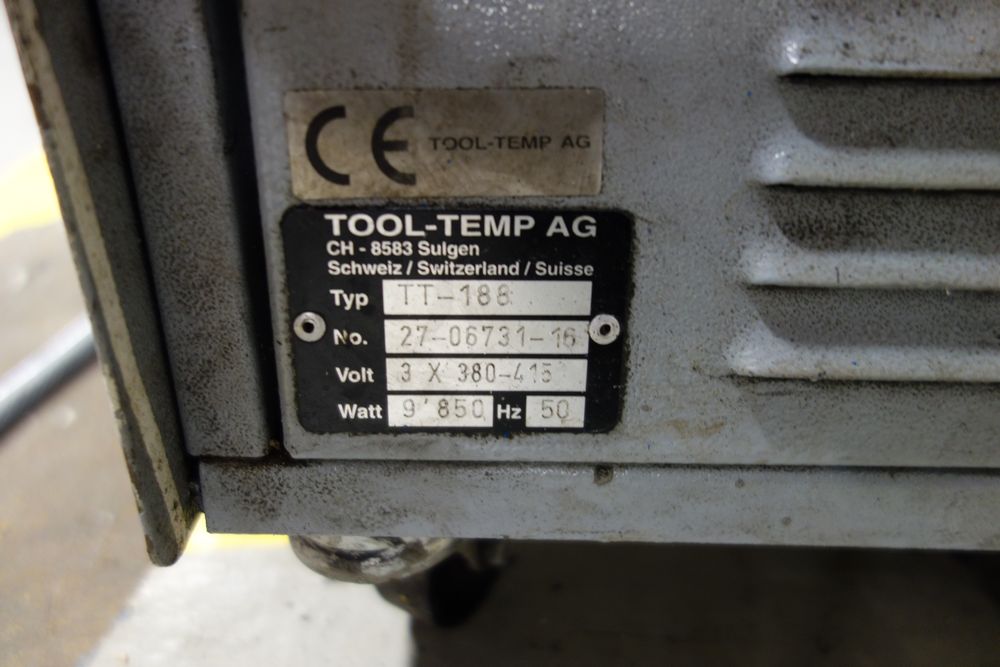 CE TOOL-TEMP AG
TOOL-TEMP AG
CH - 8583 Sulgen
Schweiz / Switzerland / Suisse
Typ TT-188
No. 27-06731-16
Volt 3 X 380-415
Watt 9'850 Hz 50